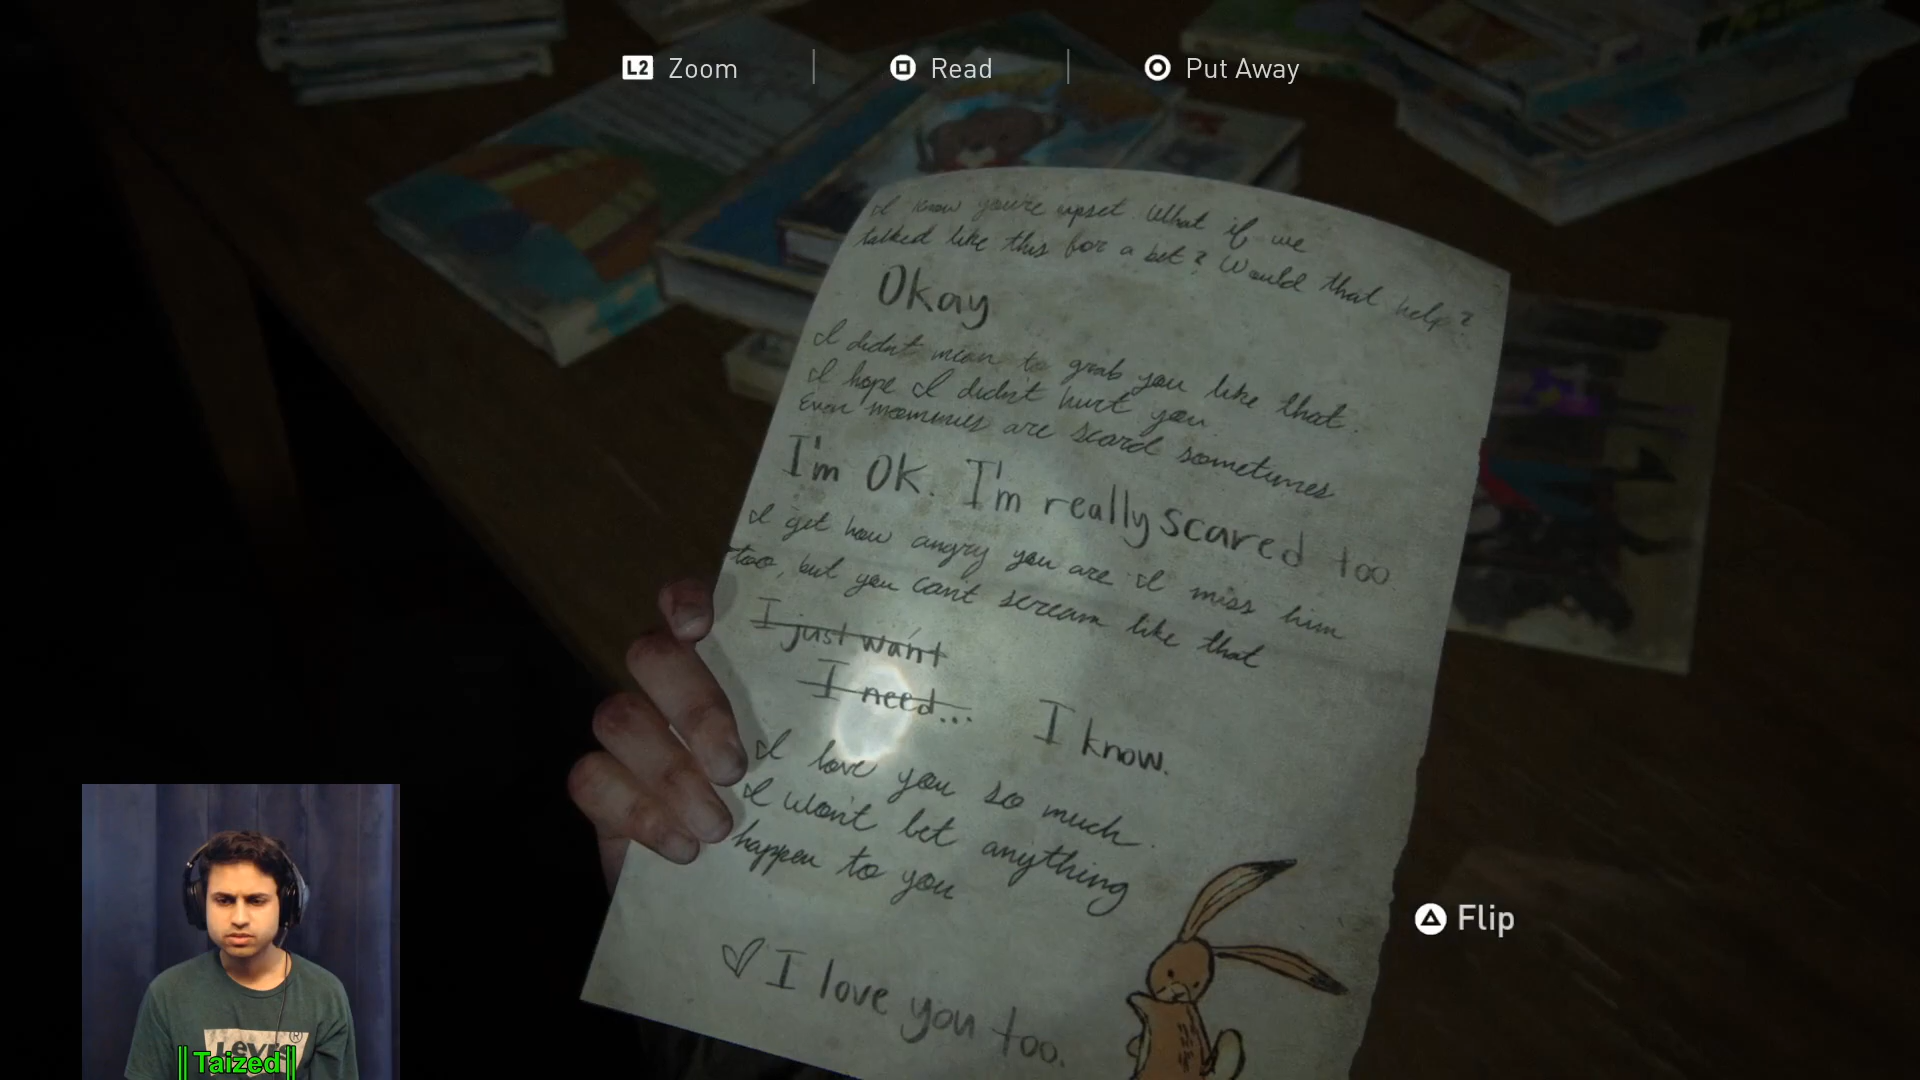 L2 Zoom | Read | Put Away
I know you're upset. What if we
talked like this for a bit? Would that help?
Okay
I didn't mean to grab you like that.
I hope I didn't hurt you.
Even mommies are scard sometimes
I'm OK. I'm really scared too
I get how angry you are I miss him
too, but you can't scream like that
I just want
I need...
I know.
I love you so much.
I won't let anything
happen to you
I love you too.
Flip
Levi's
|| Taized ||